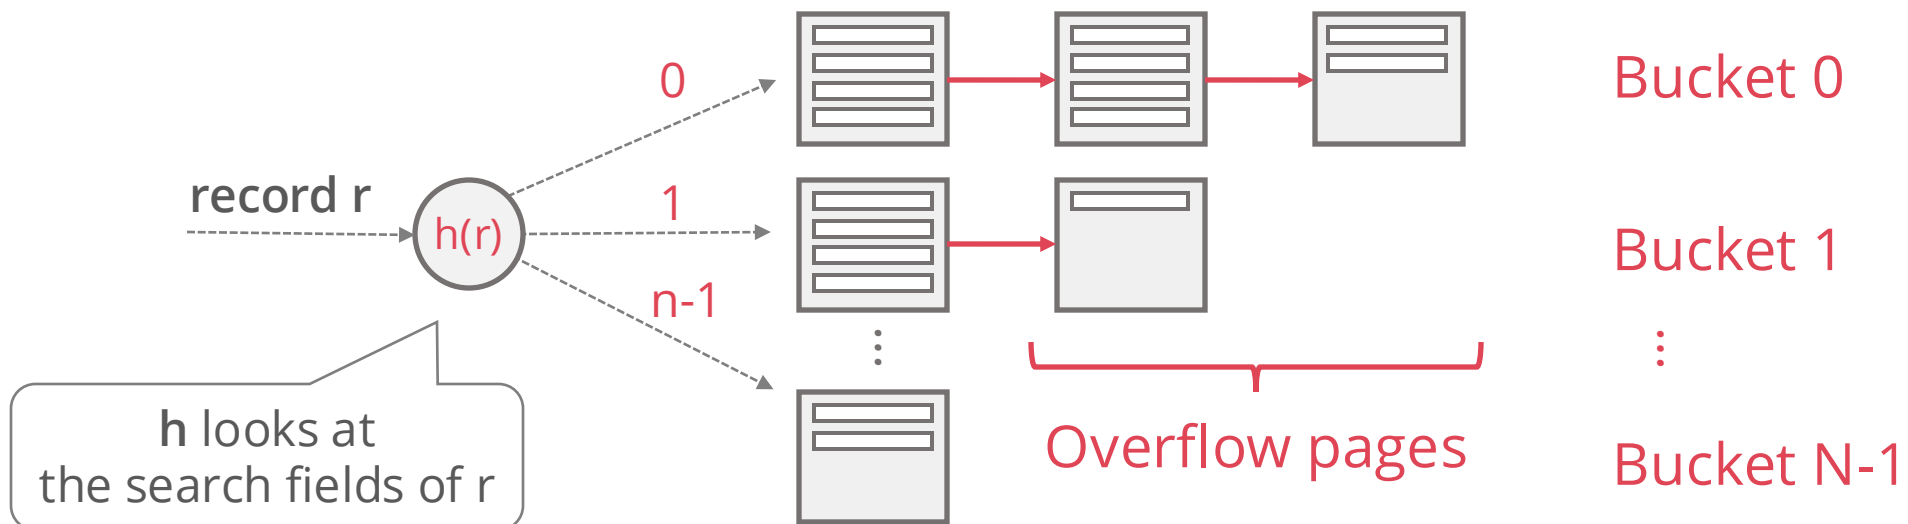 0
Bucket 0
record r
h(r)
1
Bucket 1
n-1
h looks at
the search fields of r
Overflow pages
Bucket N-1